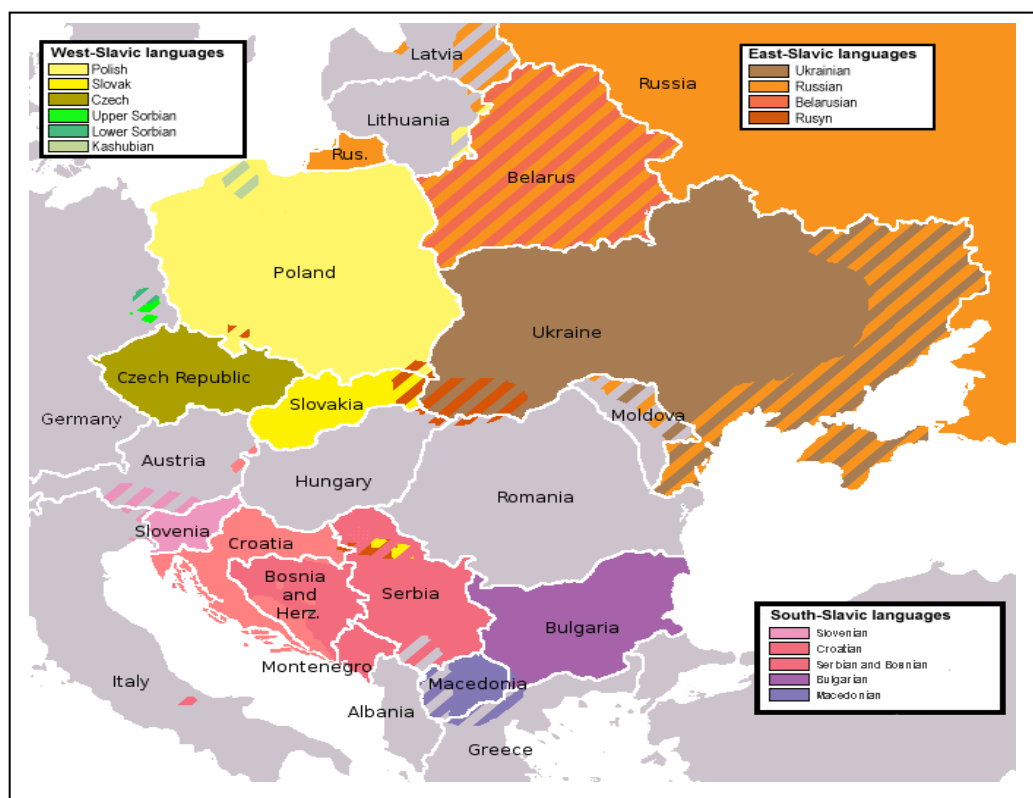 West-Slavic languages
Polish
Slovak
Czech
Upper Sorbian
Lower Sorbian
Kashubian
East-Slavic languages
Ukrainian
Russian
Belarusian
Rusyn
Latvia
Russia
Lithuania
Rus.
Belarus
Poland
Ukraine
Czech Republic
Slovakia
Germany
Moldova
Austria
Hungary
Romania
Slovenia
Croatia
Bosnia
and
Herz.
Serbia
Bulgaria
Montenegro
Italy
Macedonia
Albania
Greece
South-Slavic languages
Slovenian
Croatian
Serbian and Bosnian
Bulgarian
Macedonian